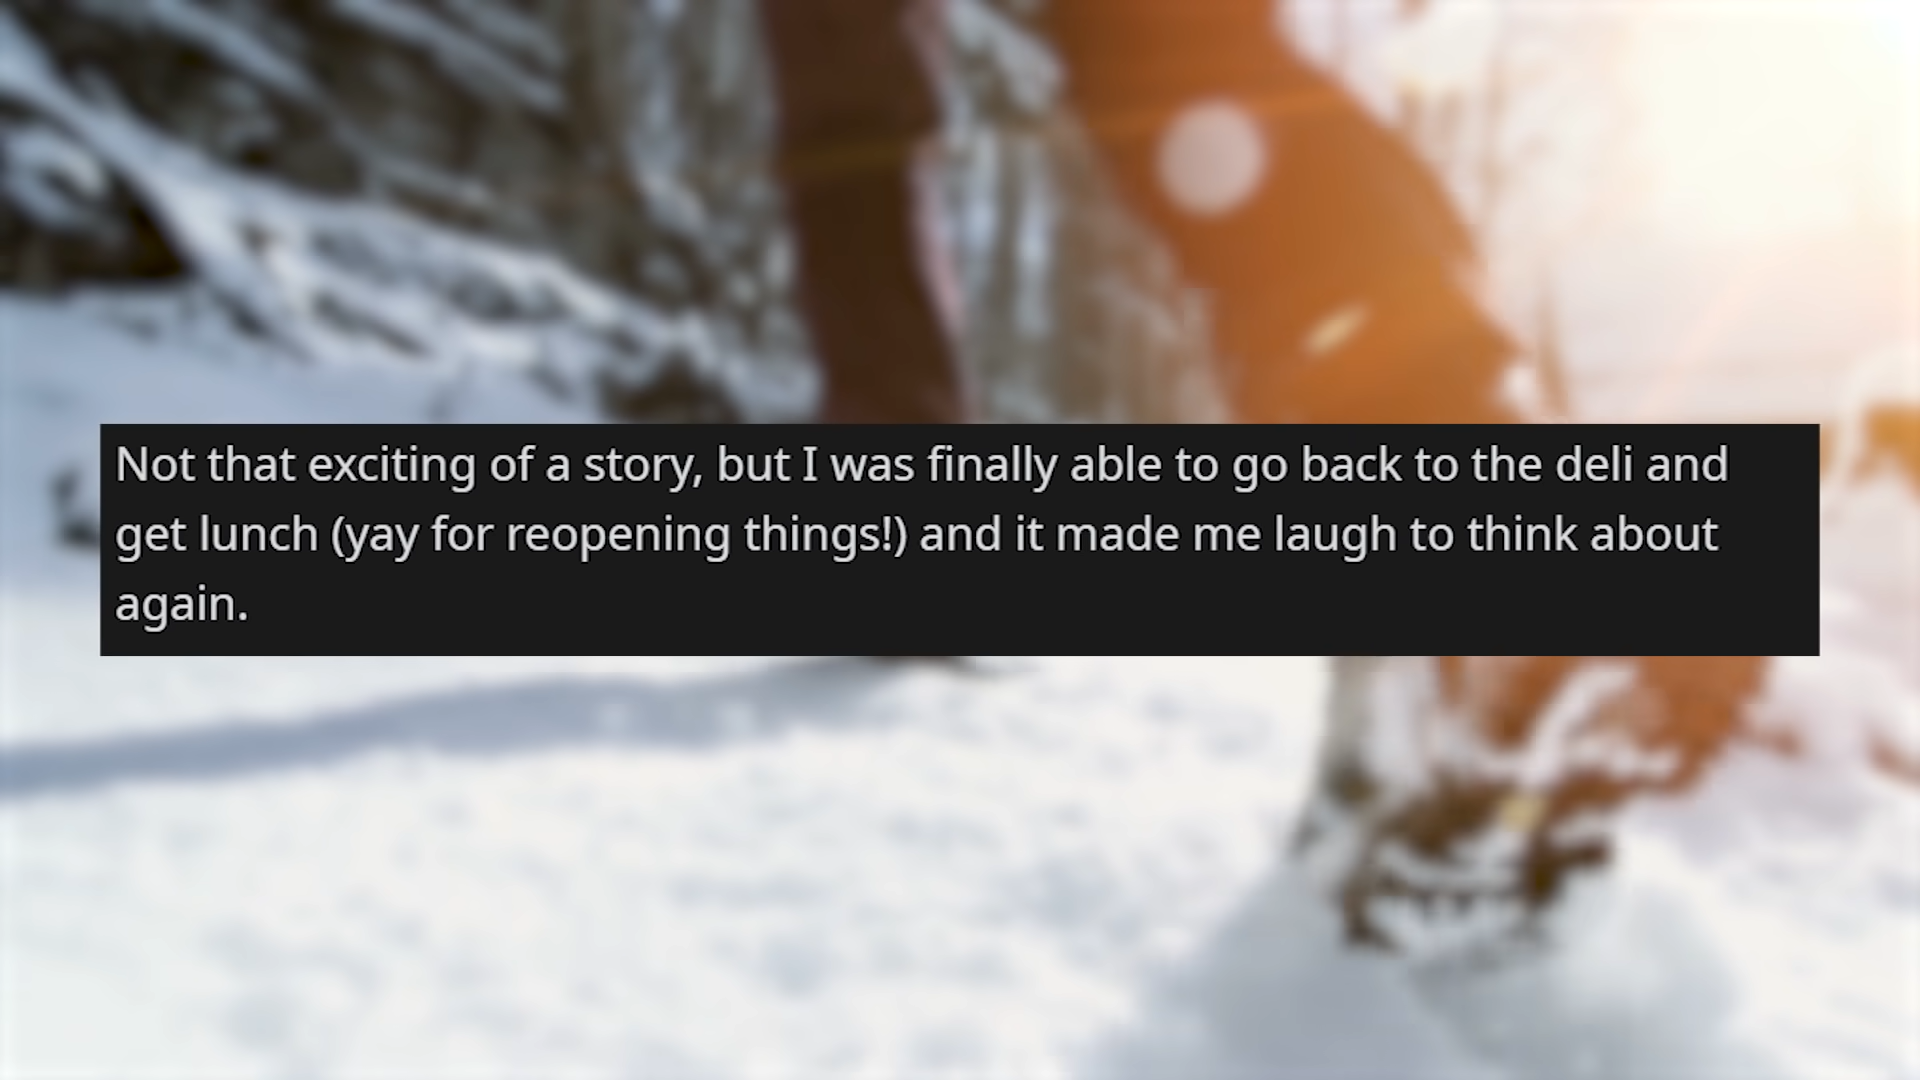 Not that exciting of a story, but I was finally able to go back to the deli and
get lunch (yay for reopening things!) and it made me laugh to think about
again.